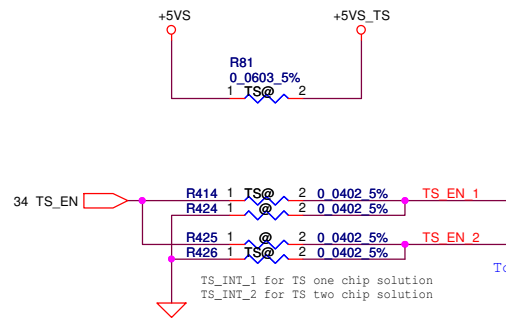 +5VS +5VS_TS
R81
0_0603_5%
1 TS@ 2
R414 1 TS@ 2 0_0402_5% TS_EN_1
34 TS_EN
R424 1 @ 2 0_0402_5%
R425 1 @ 2 0_0402_5% TS_EN_2
R426 1 TS@ 2 0_0402_5%
To
TS_INT_1 for TS one chip solution
TS_INT_2 for TS two chip solution